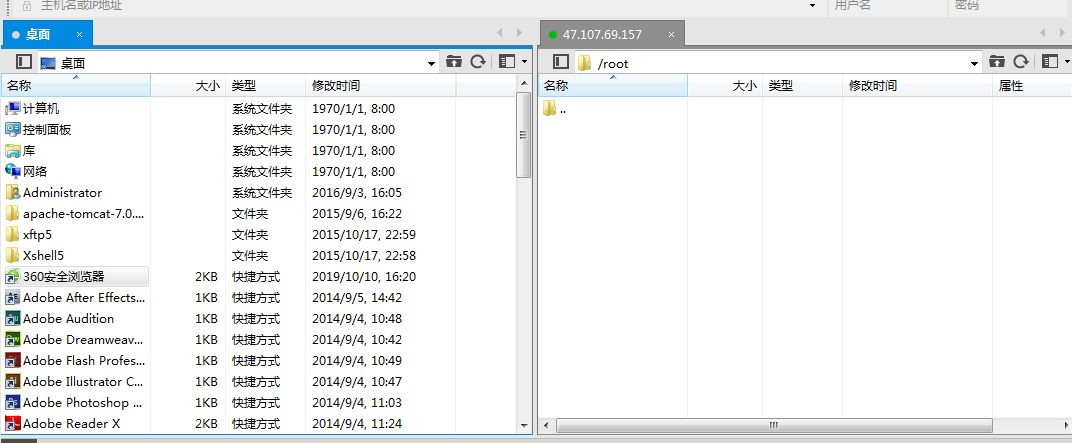 主机名或IP地址 用户名 密码
桌面 × 47.107.69.157 ×
桌面 /root
名称 大小 类型 修改时间 名称 大小 类型 修改时间 属性
计算机 系统文件夹 1970/1/1, 8:00 ..
控制面板 系统文件夹 1970/1/1, 8:00
库 系统文件夹 1970/1/1, 8:00
网络 系统文件夹 1970/1/1, 8:00
Administrator 系统文件夹 2016/9/3, 16:05
apache-tomcat-7.0.... 文件夹 2015/9/6, 16:22
xftp5 文件夹 2015/10/17, 22:59
Xshell5 文件夹 2015/10/17, 22:58
360安全浏览器 2KB 快捷方式 2019/10/10, 16:20
Adobe After Effects... 1KB 快捷方式 2014/9/5, 14:42
Adobe Audition 1KB 快捷方式 2014/9/4, 10:48
Adobe Dreamweav... 1KB 快捷方式 2014/9/4, 10:42
Adobe Flash Profes... 1KB 快捷方式 2014/9/4, 10:49
Adobe Illustrator C... 1KB 快捷方式 2014/9/4, 10:47
Adobe Photoshop ... 1KB 快捷方式 2014/9/4, 11:03
Adobe Reader X 2KB 快捷方式 2014/9/4, 11:24